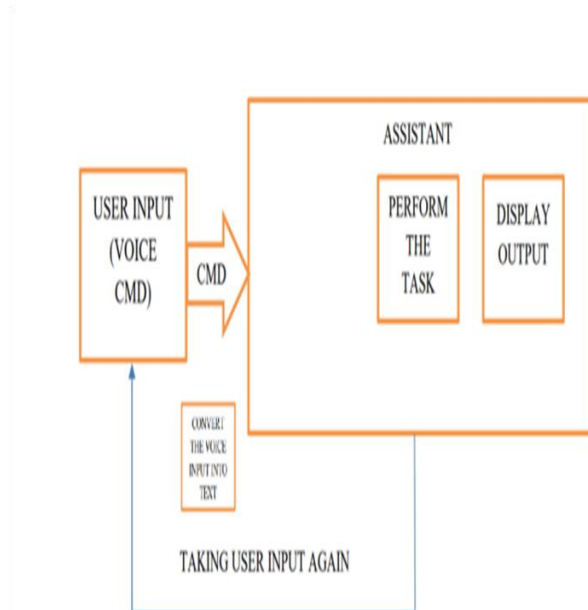 ASSISTANT
USER INPUT
(VOICE
CMD)
CMD
PERFORM
THE
TASK
DISPLAY
OUTPUT
CONVERT
THE VOICE
INPUT INTO
TEXT
TAKING USER INPUT AGAIN